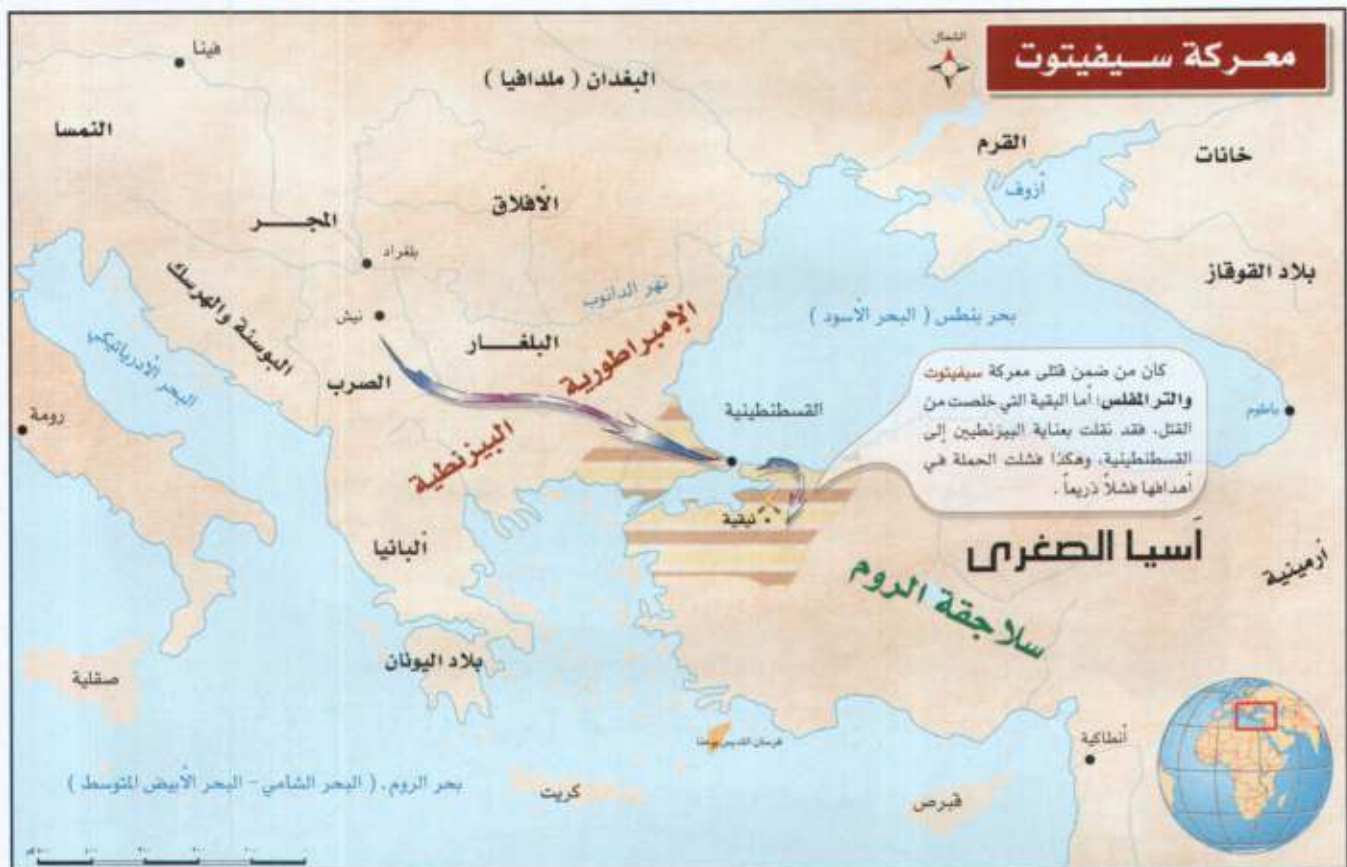 معركة سيفيتوت
الشمال
فينا
البغدان ( ملدافيا )
النمسا
القرم
خانات
أزوف
الأفلاق
المجر
بلغراد
بلاد القوقاز
البوسنة والهرسك
نهر الدانوب
نيش
بحر بنطس ( البحر الأسود )
الإمبراطورية
البيزنطية
البلغار
الصرب
البحر الأدرياتيكي
رومة
القسطنطينية
كان من ضمن قتلى معركة سيفيتوت
والتر المفلس؛ أما البقية التي خلصت من
القتل، فقد نقلت بعناية البيزنطيين إلى
القسطنطينية، وهكذا فشلت الحملة في
أهدافها فشلاً ذريعاً .
باطوم
نيقية
ألبانيا
آسيا الصغرى
أرمينية
سلاجقة الروم
بلاد اليونان
صقلية
فرسان القديس يوحنا
أنطاكية
بحر الروم . ( البحر الشامي - البحر الأبيض المتوسط )
كريت
قبرص